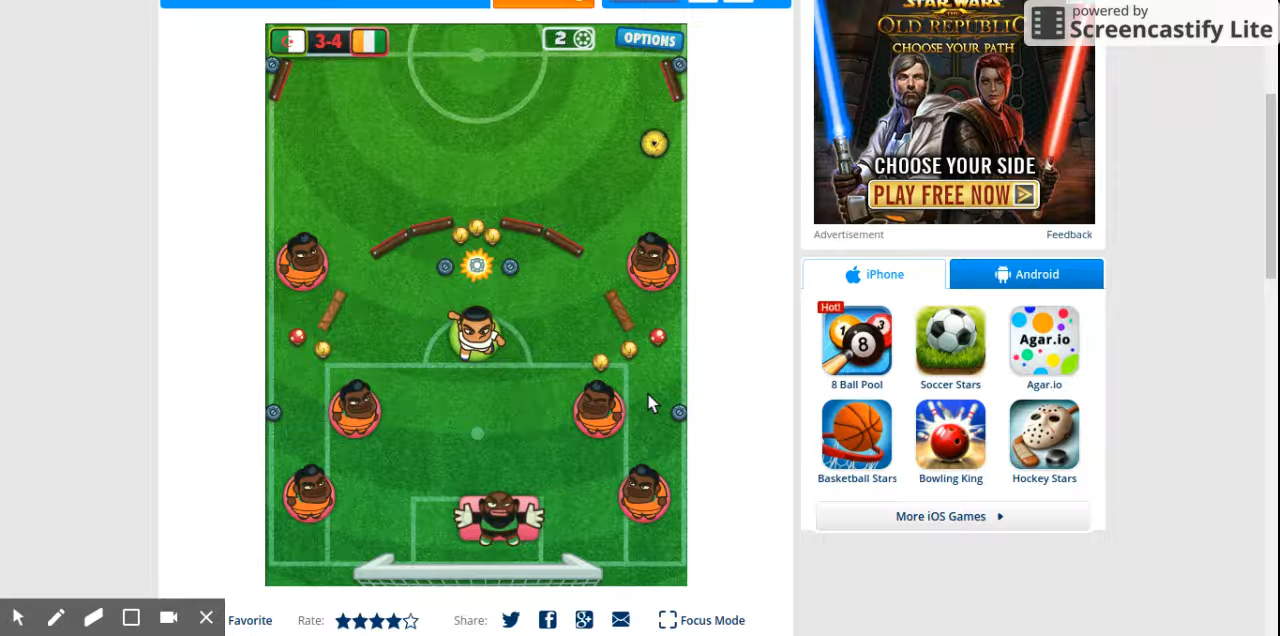 3-4
2
OPTIONS
STAR WARS
OLD REPUBLIC
CHOOSE YOUR PATH
CHOOSE YOUR SIDE
PLAY FREE NOW
Advertisement
Feedback
powered by
Screencastify Lite
iPhone
Android
Hot!
1
3
8
8 Ball Pool
Soccer Stars
Agar.io
Agar.io
Basketball Stars
Bowling King
Hockey Stars
More iOS Games
Favorite
Rate:
Share:
Focus Mode